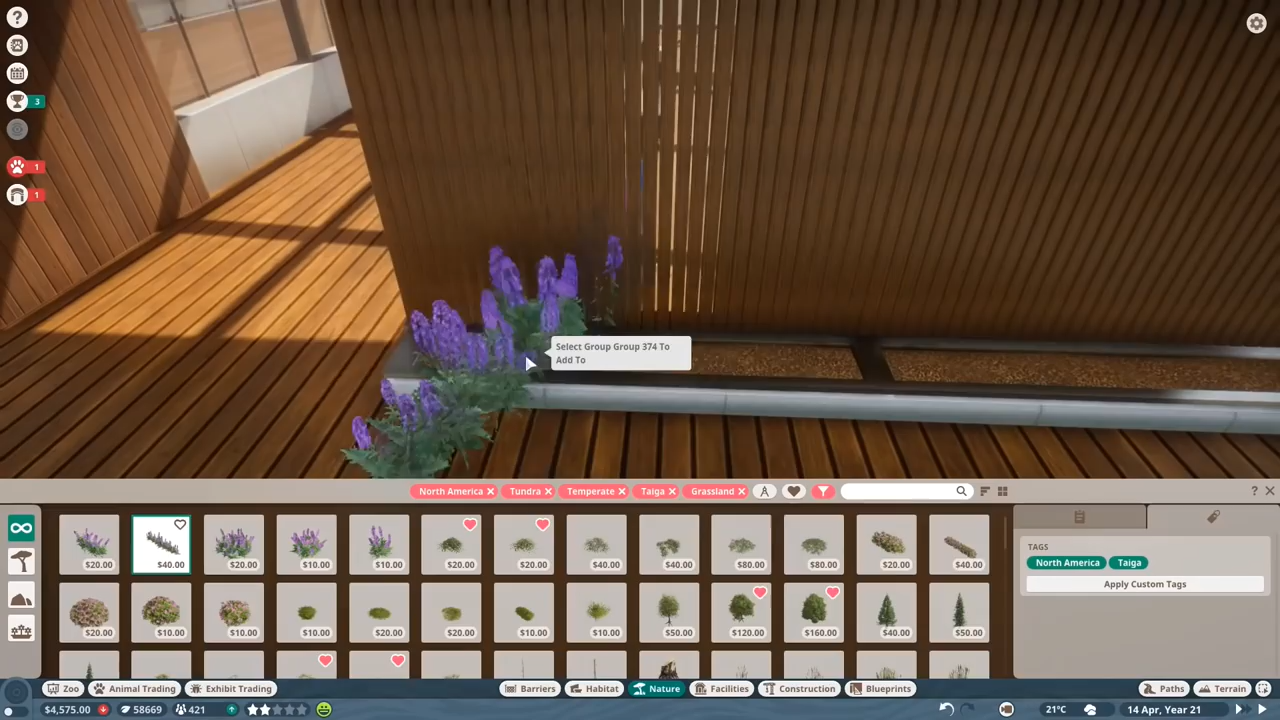 ?
3
1
1
Select Group Group 374 To
Add To
North America ×
Tundra ×
Temperate ×
Taiga ×
Grassland ×
? ×
$20.00
$40.00
$20.00
$10.00
$10.00
$20.00
$20.00
$40.00
$40.00
$80.00
$80.00
$20.00
$40.00
TAGS
North America
Taiga
Apply Custom Tags
$20.00
$10.00
$10.00
$10.00
$20.00
$20.00
$10.00
$10.00
$50.00
$120.00
$160.00
$40.00
$50.00
Zoo
Animal Trading
Exhibit Trading
Barriers
Habitat
Nature
Facilities
Construction
Blueprints
Paths
Terrain
$4,575.00
58669
421
21°C
14 Apr, Year 21